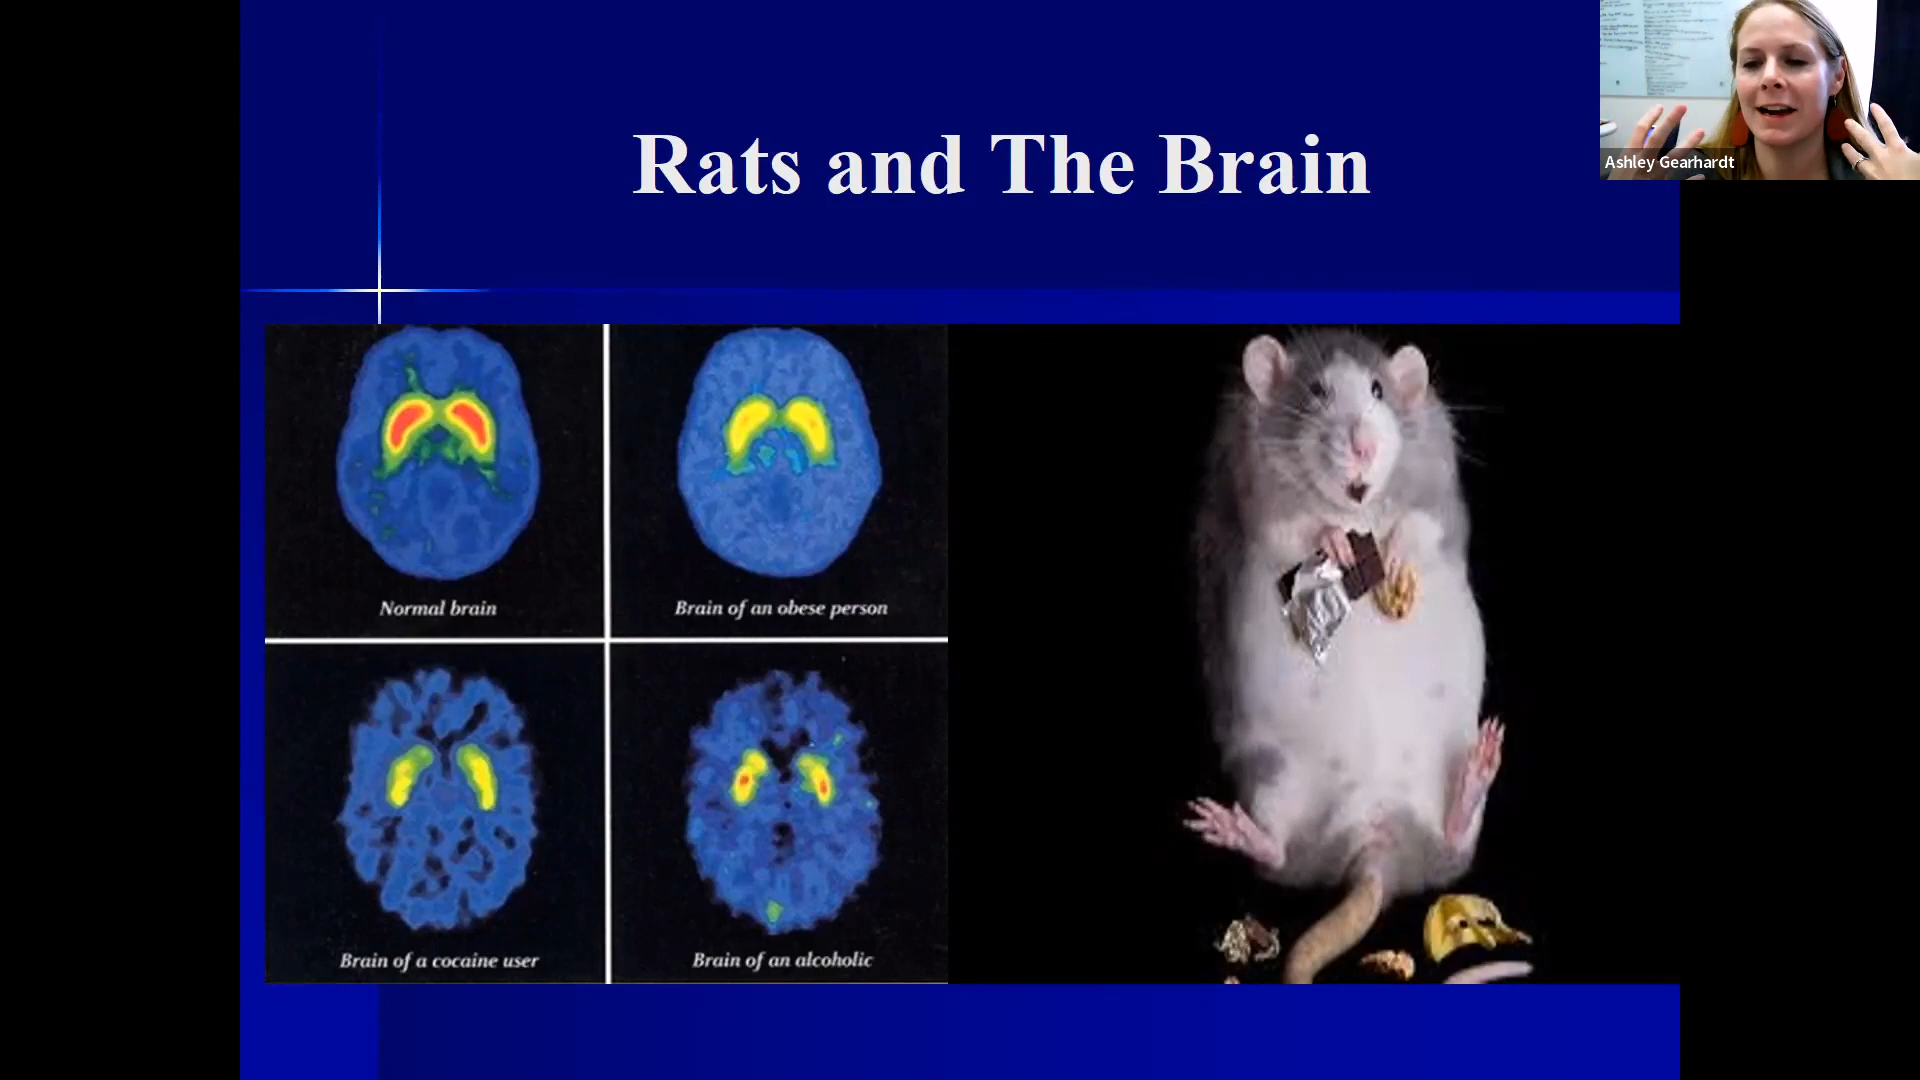 Rats and The Brain
Ashley Gearhardt
Normal brain
Brain of an obese person
Brain of a cocaine user
Brain of an alcoholic